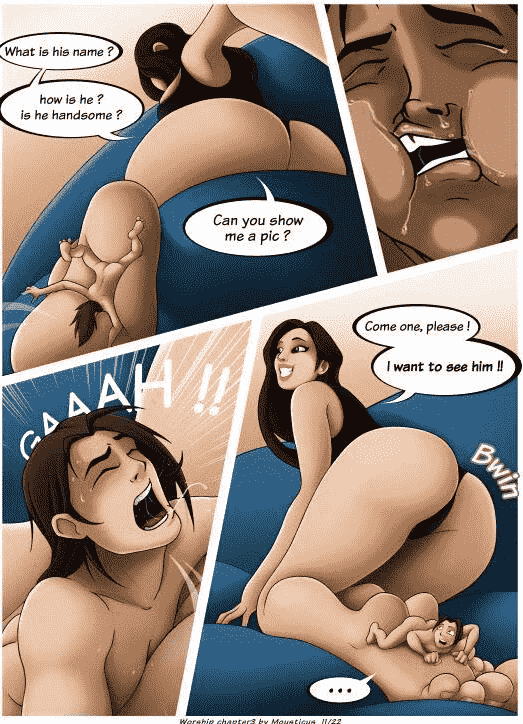 What is his name ?
how is he ?
is he handsome ?
Can you show
me a pic ?
GAAAH !!
Come one, please !
I want to see him !!
Bwin
...
Worship chapter3 by Mousticus 11/22